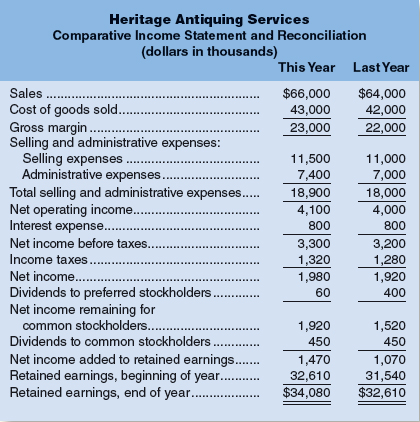 Heritage Antiquing Services
Comparative Income Statement and Reconciliation
(dollars in thousands)
This Year Last Year
Sales ........ $66,000 $64,000
Cost of goods sold........ 43,000 42,000
Gross margin ........ 23,000 22,000
Selling and administrative expenses:
Selling expenses ........ 11,500 11,000
Administrative expenses........ 7,400 7,000
Total selling and administrative expenses..... 18,900 18,000
Net operating income........ 4,100 4,000
Interest expense........ 800 800
Net income before taxes........ 3,300 3,200
Income taxes ........ 1,320 1,280
Net income........ 1,980 1,920
Dividends to preferred stockholders ........ 60 400
Net income remaining for
common stockholders........ 1,920 1,520
Dividends to common stockholders ........ 450 450
Net income added to retained earnings....... 1,470 1,070
Retained earnings, beginning of year........ 32,610 31,540
Retained earnings, end of year........ $34,080 $32,610